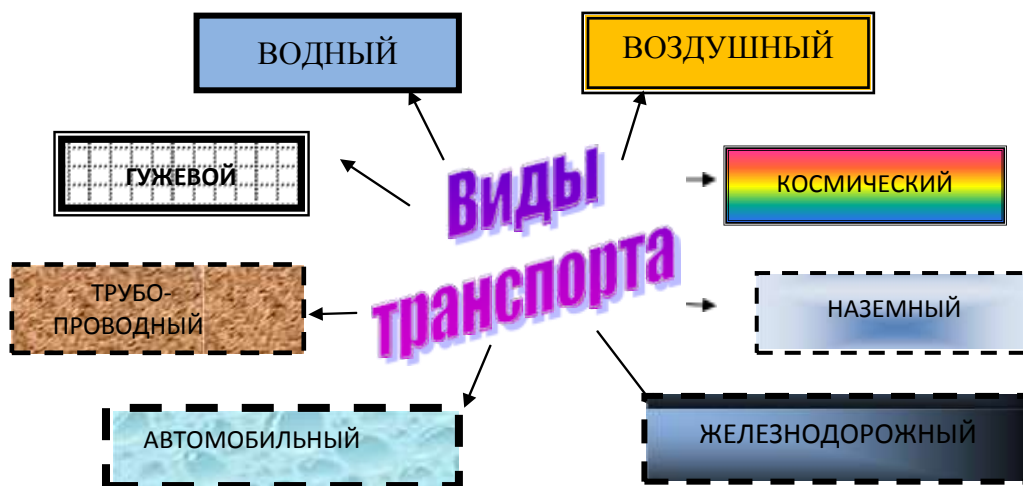 ВОДНЫЙ
ВОЗДУШНЫЙ
ГУЖЕВОЙ
Виды
транспорта
КОСМИЧЕСКИЙ
ТРУБО-
ПРОВОДНЫЙ
НАЗЕМНЫЙ
АВТОМОБИЛЬНЫЙ
ЖЕЛЕЗНОДОРОЖНЫЙ